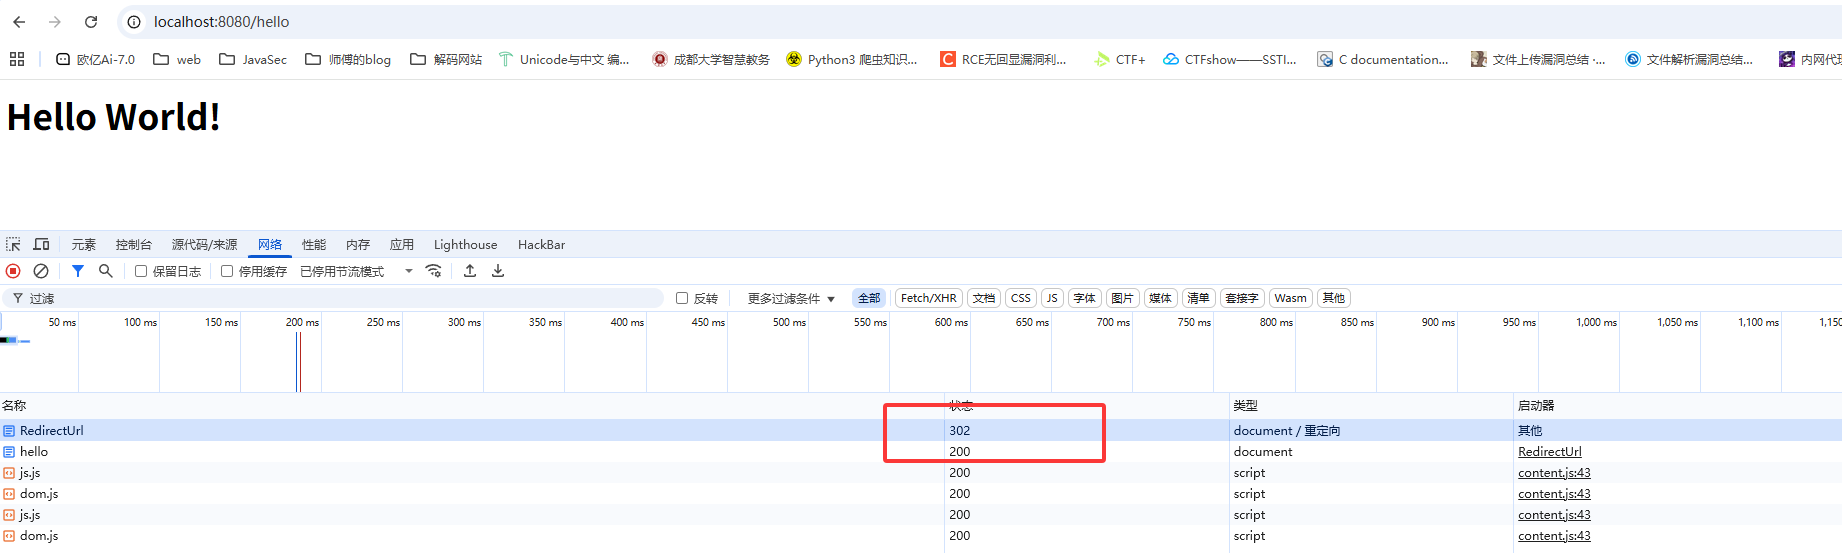 localhost:8080/hello
欧亿Ai-7.0 web JavaSec 师傅的blog 解码网站 Unicode与中文 编... 成都大学智慧教务 Python3 爬虫知识... RCE无回显漏洞利... CTF+ CTFshow——SSTI... C documentation... 文件上传漏洞总结 ·... 文件解析漏洞总结... 内网代理
Hello World!
元素 控制台 源代码/来源 网络 性能 内存 应用 Lighthouse HackBar
保留日志 停用缓存 已停用节流模式
过滤 反转 更多过滤条件 全部 Fetch/XHR 文档 CSS JS 字体 图片 媒体 清单 套接字 Wasm 其他
50 ms 100 ms 150 ms 200 ms 250 ms 300 ms 350 ms 400 ms 450 ms 500 ms 550 ms 600 ms 650 ms 700 ms 750 ms 800 ms 850 ms 900 ms 950 ms 1,000 ms 1,050 ms 1,100 ms 1,150
名称 状态 类型 启动器
RedirectUrl 302 document / 重定向 其他
hello 200 document RedirectUrl
js.js 200 script content.js:43
dom.js 200 script content.js:43
js.js 200 script content.js:43
dom.js 200 script content.js:43